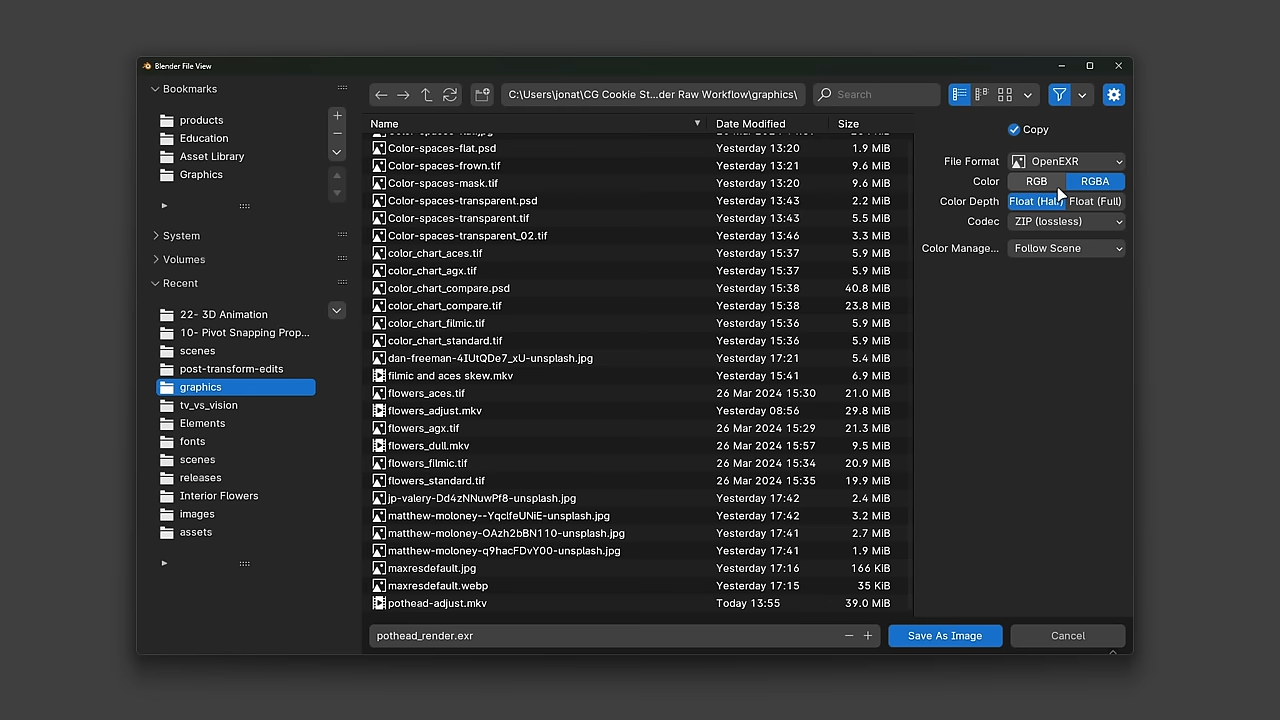 Blender File View
Bookmarks
products
Education
Asset Library
Graphics
System
Volumes
Recent
22- 3D Animation
10- Pivot Snapping Prop...
scenes
post-transform-edits
graphics
tv_vs_vision
Elements
fonts
scenes
releases
Interior Flowers
images
assets
C:\Users\jonat\CG Cookie St...der Raw Workflow\graphics\
Search
Name Date Modified Size
Color-spaces-flat.psd Yesterday 13:20 1.9 MiB
Color-spaces-frown.tif Yesterday 13:21 9.6 MiB
Color-spaces-mask.tif Yesterday 13:20 9.6 MiB
Color-spaces-transparent.psd Yesterday 13:43 2.2 MiB
Color-spaces-transparent.tif Yesterday 13:43 5.5 MiB
Color-spaces-transparent_02.tif Yesterday 13:46 3.3 MiB
color_chart_aces.tif Yesterday 15:37 5.9 MiB
color_chart_agx.tif Yesterday 15:37 5.9 MiB
color_chart_compare.psd Yesterday 15:38 40.8 MiB
color_chart_compare.tif Yesterday 15:38 23.8 MiB
color_chart_filmic.tif Yesterday 15:36 5.9 MiB
color_chart_standard.tif Yesterday 15:36 5.9 MiB
dan-freeman-4IUtQDe7_xU-unsplash.jpg Yesterday 17:21 5.4 MiB
filmic and aces skew.mkv Yesterday 15:41 6.9 MiB
flowers_aces.tif 26 Mar 2024 15:30 21.0 MiB
flowers_adjust.mkv Yesterday 08:56 29.8 MiB
flowers_agx.tif 26 Mar 2024 15:29 21.3 MiB
flowers_dull.mkv 26 Mar 2024 15:57 9.5 MiB
flowers_filmic.tif 26 Mar 2024 15:34 20.9 MiB
flowers_standard.tif 26 Mar 2024 15:35 19.9 MiB
jp-valery-Dd4zNNuwPf8-unsplash.jpg Yesterday 17:42 2.4 MiB
matthew-moloney--YqclfeUNiE-unsplash.jpg Yesterday 17:42 3.2 MiB
matthew-moloney-OAzh2bBN110-unsplash.jpg Yesterday 17:41 2.7 MiB
matthew-moloney-q9hacFDvY00-unsplash.jpg Yesterday 17:41 1.9 MiB
maxresdefault.jpg Yesterday 17:16 166 KiB
maxresdefault.webp Yesterday 17:15 35 KiB
pothead-adjust.mkv Today 13:55 39.0 MiB
Copy
File Format OpenEXR
Color RGB RGBA
Color Depth Float (Half) Float (Full)
Codec ZIP (lossless)
Color Manage... Follow Scene
pothead_render.exr
Save As Image Cancel